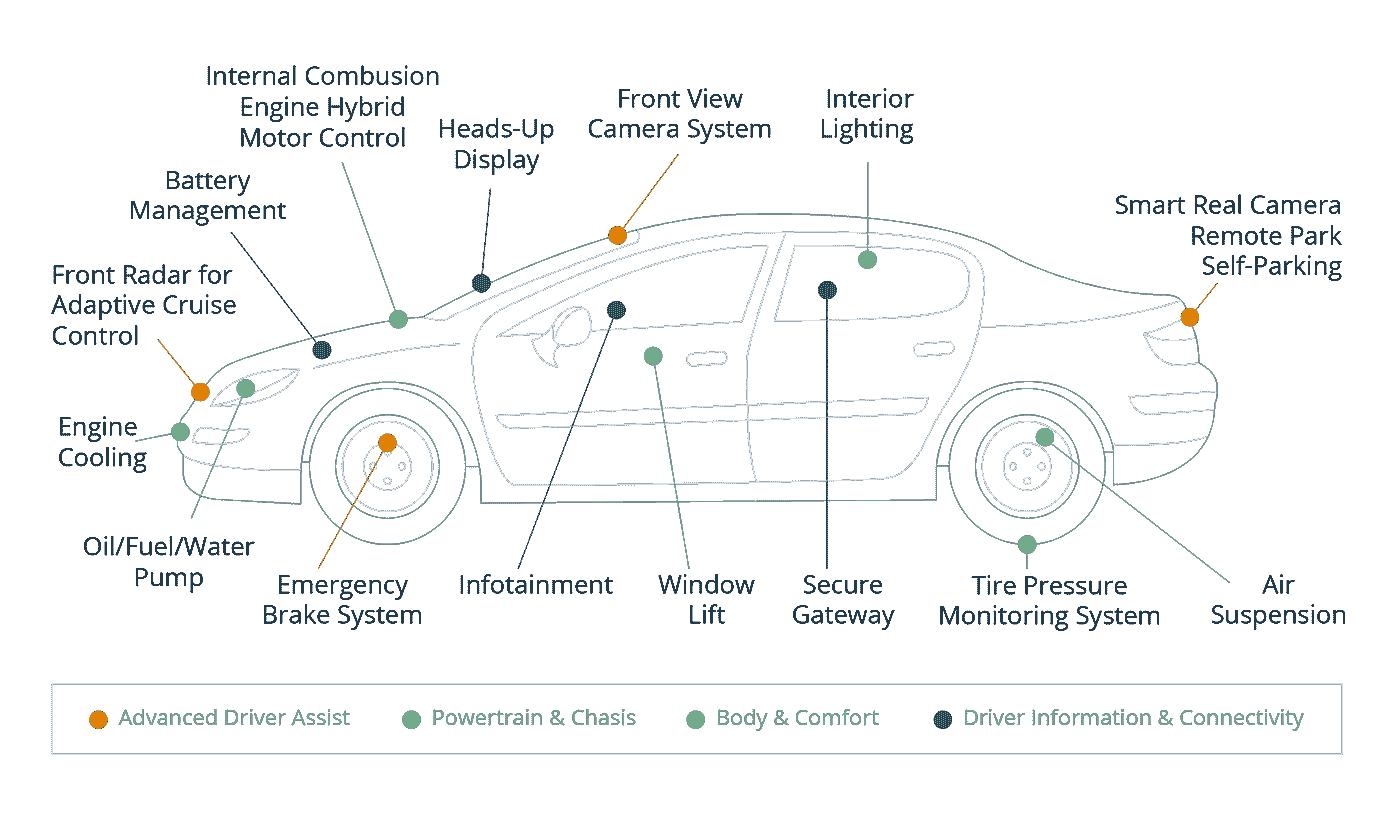 Internal Combusion
Engine Hybrid
Motor Control
Heads-Up
Display
Front View
Camera System
Interior
Lighting
Battery
Management
Smart Real Camera
Remote Park
Self-Parking
Front Radar for
Adaptive Cruise
Control
Engine
Cooling
Oil/Fuel/Water
Pump
Emergency
Brake System
Infotainment
Window
Lift
Secure
Gateway
Tire Pressure
Monitoring System
Air
Suspension
Advanced Driver Assist
Powertrain & Chasis
Body & Comfort
Driver Information & Connectivity